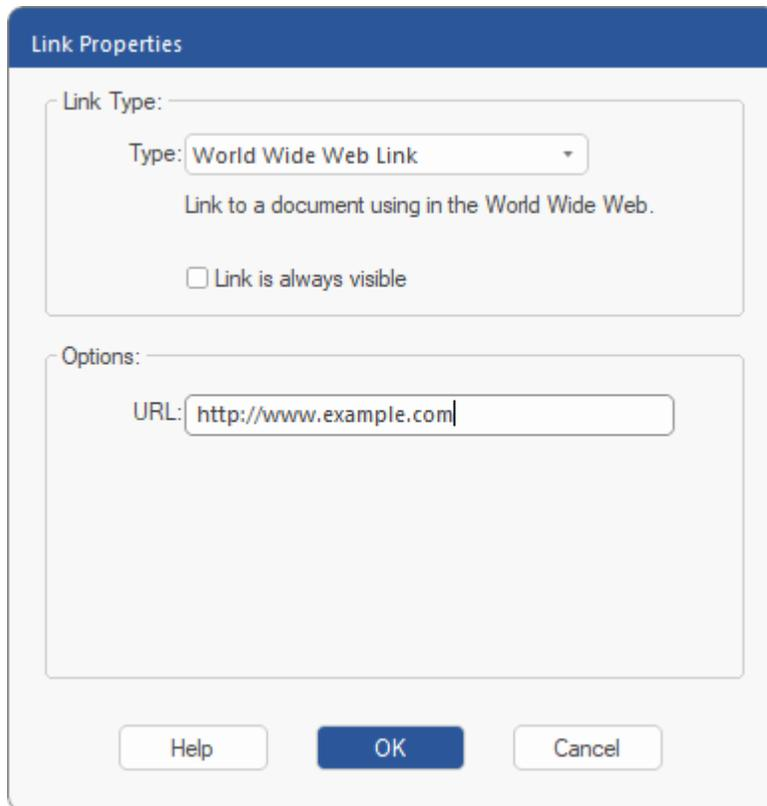 Link Properties
Link Type:
Type: World Wide Web Link
Link to a document using in the World Wide Web.
Link is always visible
Options:
URL: http://www.example.com
Help OK Cancel